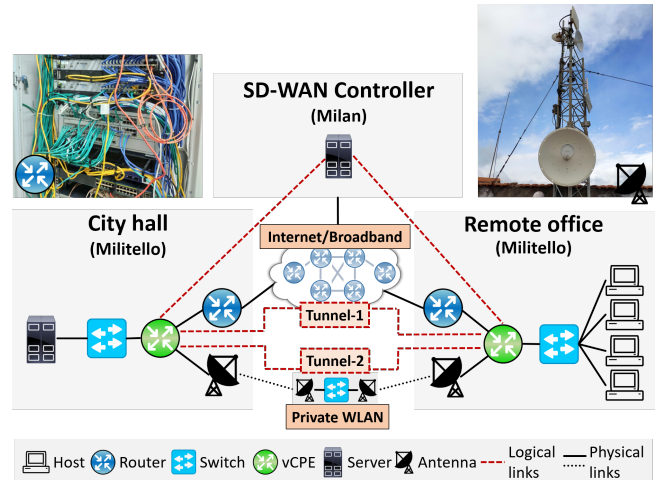 SD-WAN Controller
(Milan)
City hall
(Militello)
Internet/Broadband
Remote office
(Militello)
Tunnel-1
Tunnel-2
Private WLAN
Host
Router
Switch
vCPE
Server
Antenna
Logical
links
Physical
links